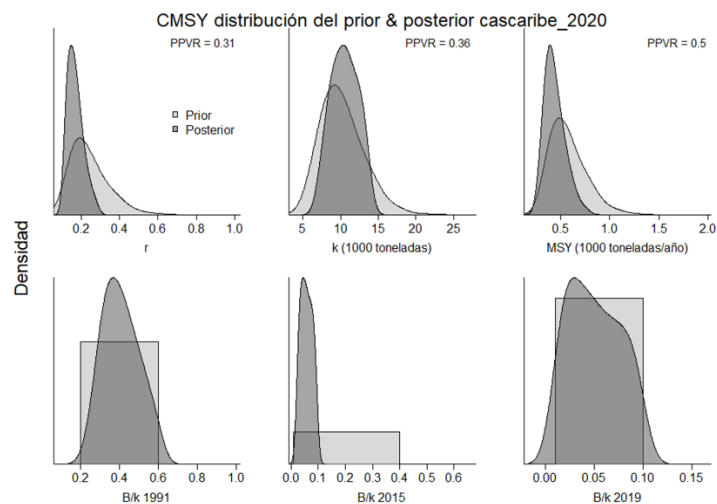 CMSY distribución del prior & posterior cascaribe_2020
PPVR = 0.31
PPVR = 0.36
PPVR = 0.5
Prior
Posterior
Densidad
0.2 0.4 0.6 0.8 1.0
r
5 10 15 20 25
k (1000 toneladas)
0.5 1.0 1.5 2.0
MSY (1000 toneladas/año)
0.2 0.4 0.6 0.8 1.0
B/k 1991
0.0 0.1 0.2 0.3 0.4 0.5 0.6
B/k 2015
0.00 0.05 0.10 0.15
B/k 2019